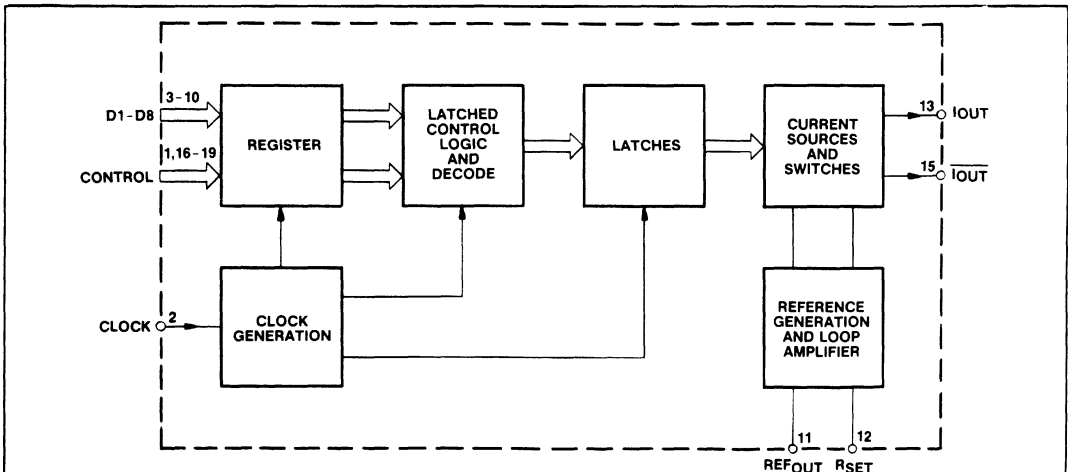 D1-D8
3-10
CONTROL
1,16-19
REGISTER
LATCHED
CONTROL
LOGIC
AND
DECODE
LATCHES
CURRENT
SOURCES
AND
SWITCHES
13
IOUT
15
IOUT
CLOCK
2
CLOCK
GENERATION
REFERENCE
GENERATION
AND LOOP
AMPLIFIER
11
12
REFOUT
RSET